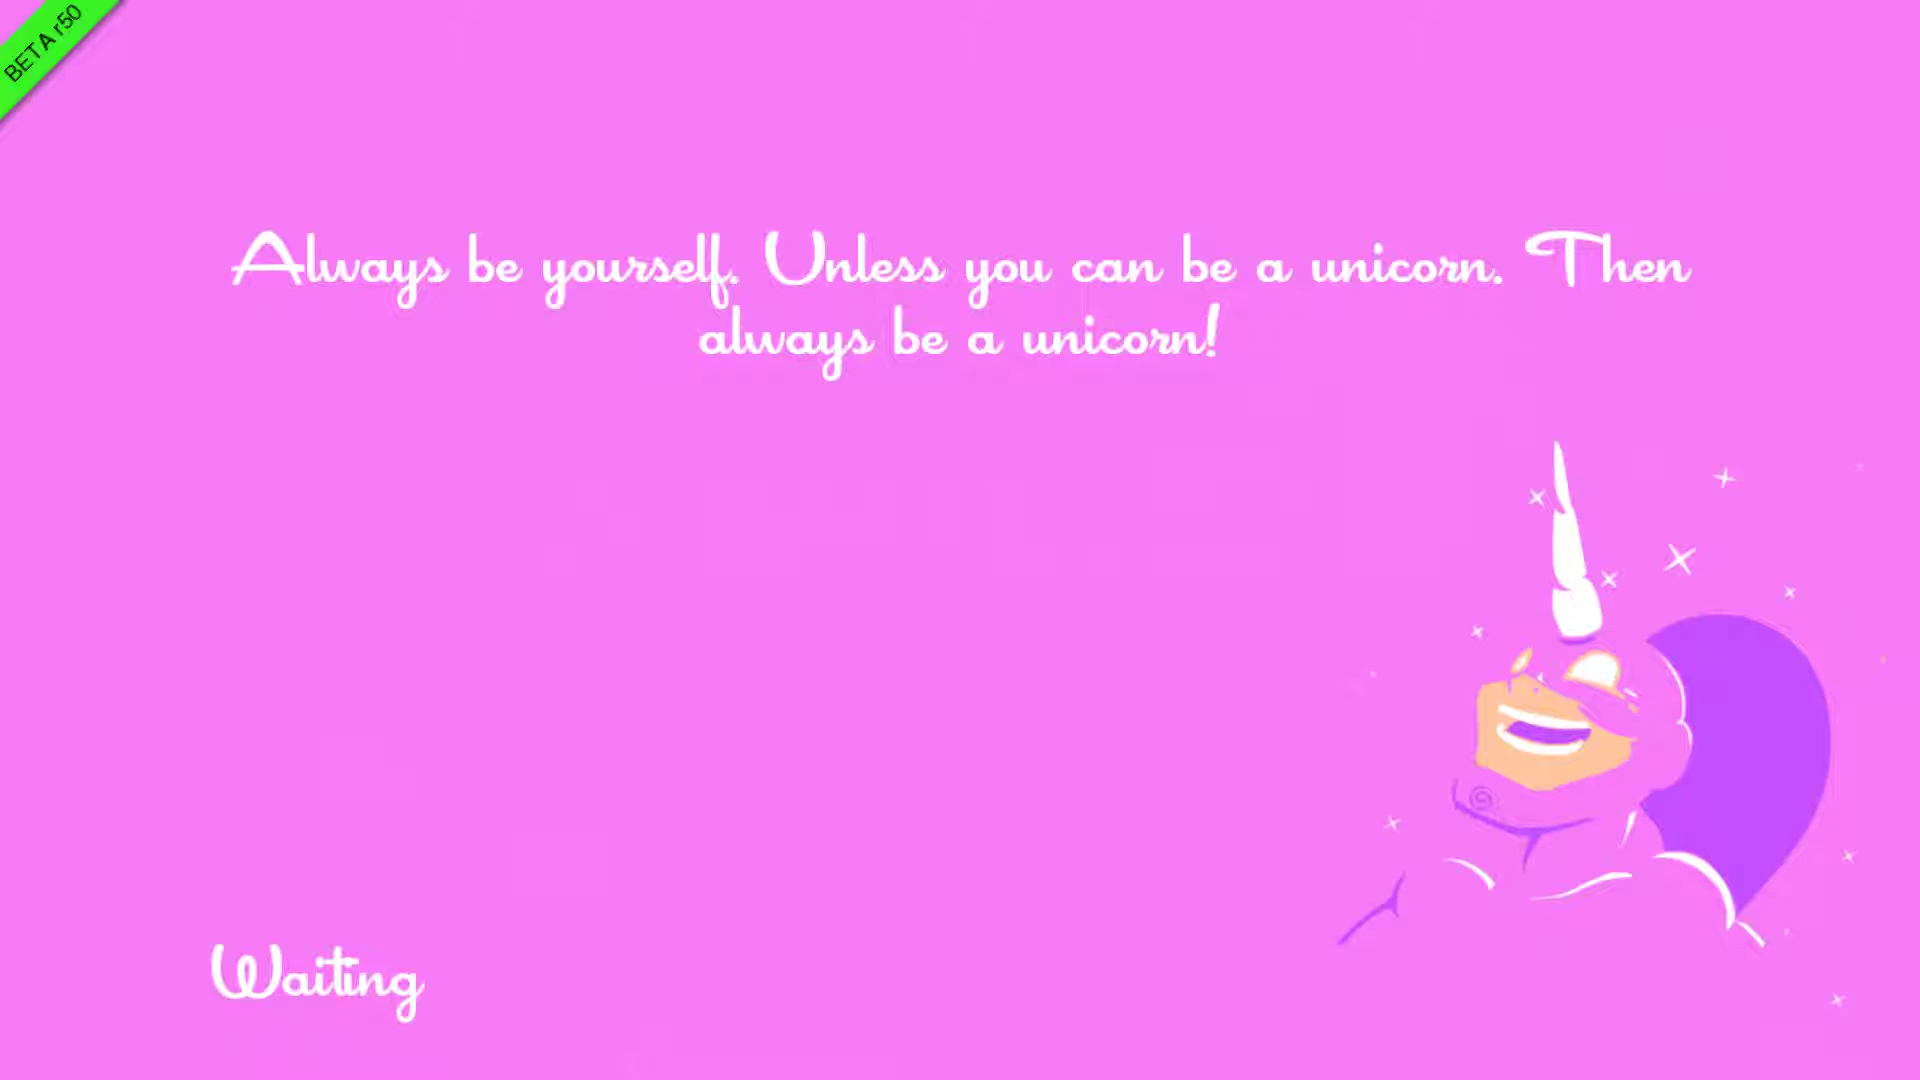 BETA r50
Always be yourself. Unless you can be a unicorn. Then
always be a unicorn!
Waiting